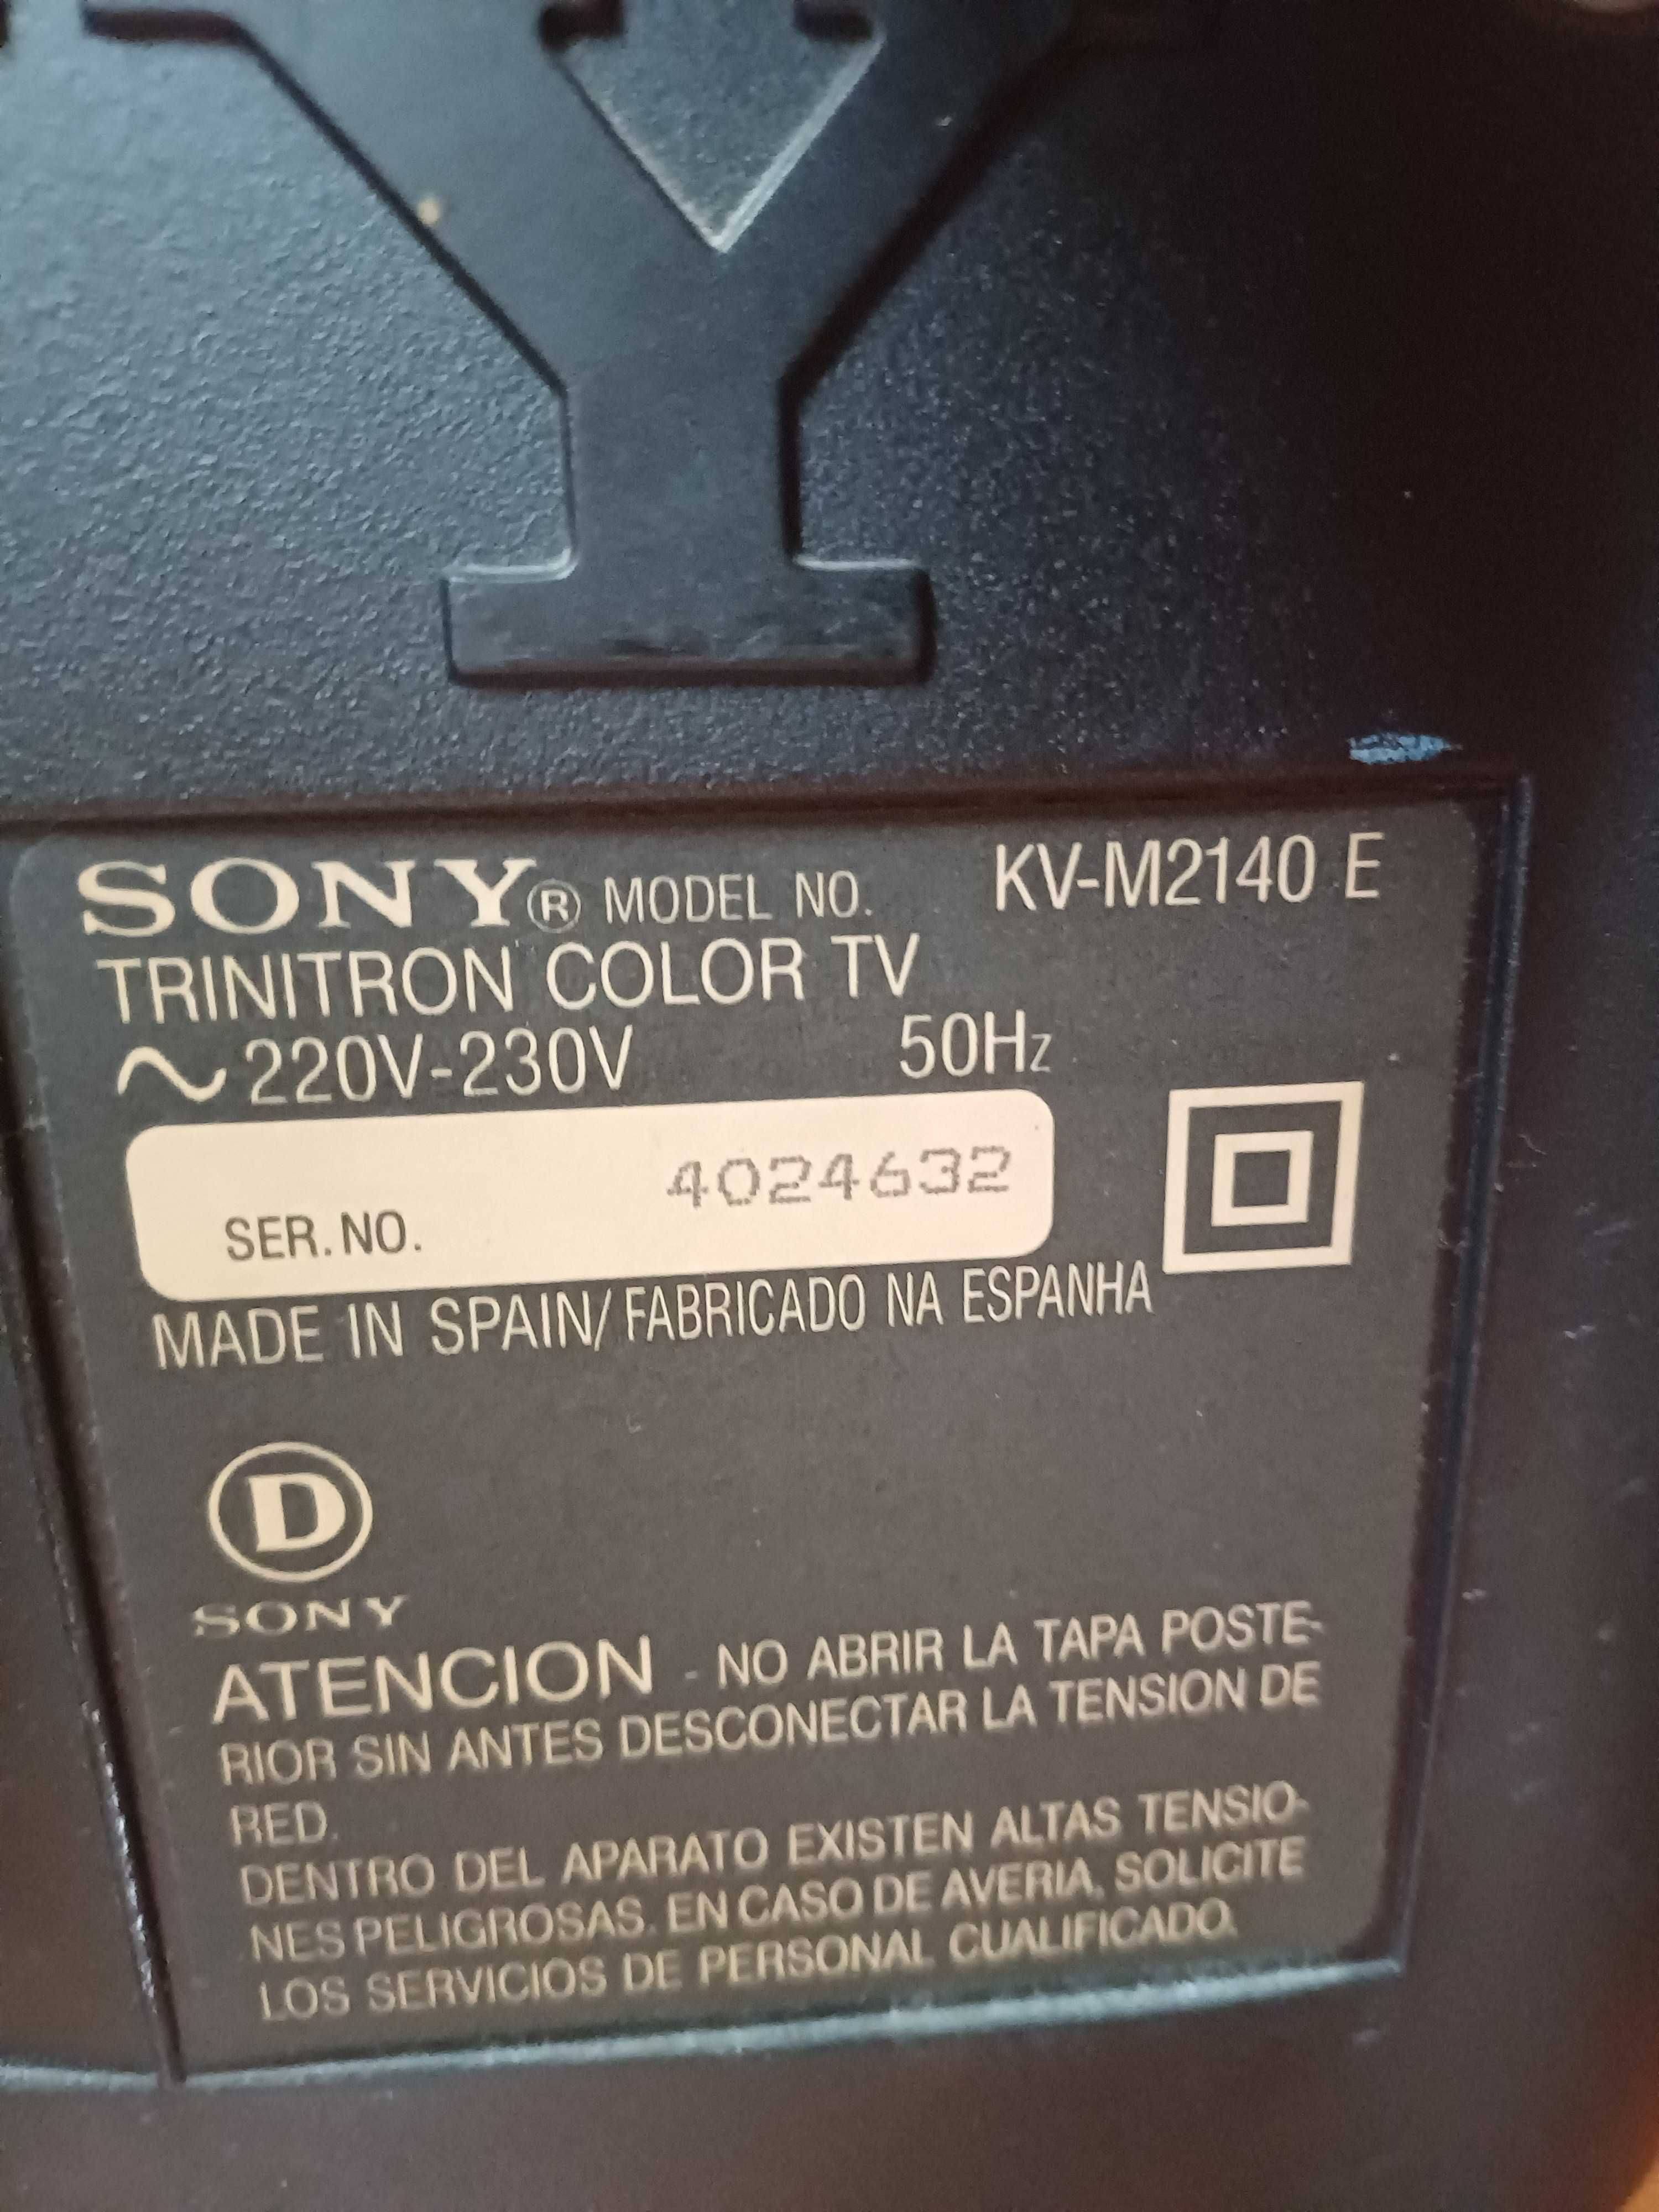 Y
SONY® MODEL NO. KV-M2140 E
TRINITRON COLOR TV
~220V-230V 50Hz
4024632
SER. NO.
MADE IN SPAIN/FABRICADO NA ESPANHA
D
SONY
ATENCION - NO ABRIR LA TAPA POSTE-
RIOR SIN ANTES DESCONECTAR LA TENSION DE
RED.
DENTRO DEL APARATO EXISTEN ALTAS TENSIO-
NES PELIGROSAS. EN CASO DE AVERIA, SOLICITE
LOS SERVICIOS DE PERSONAL CUALIFICADO.